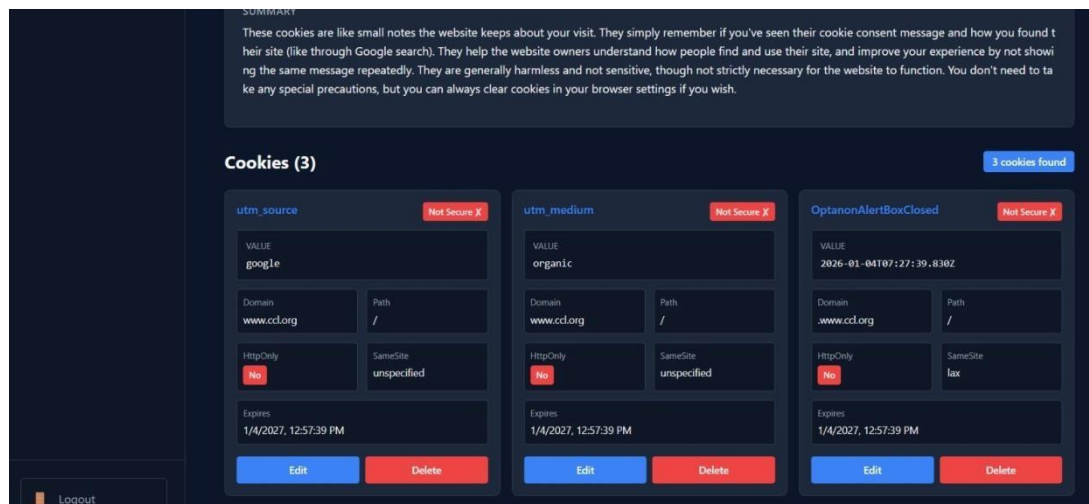 SUMMARY
These cookies are like small notes the website keeps about your visit. They simply remember if you've seen their cookie consent message and how you found t
heir site (like through Google search). They help the website owners understand how people find and use their site, and improve your experience by not showi
ng the same message repeatedly. They are generally harmless and not sensitive, though not strictly necessary for the website to function. You don't need to ta
ke any special precautions, but you can always clear cookies in your browser settings if you wish.
Cookies (3)
3 cookies found
utm_source
Not Secure ✗
VALUE
google
Domain
www.ccl.org
Path
/
HttpOnly
No
SameSite
unspecified
Expires
1/4/2027, 12:57:39 PM
Edit
Delete
utm_medium
Not Secure ✗
VALUE
organic
Domain
www.ccl.org
Path
/
HttpOnly
No
SameSite
unspecified
Expires
1/4/2027, 12:57:39 PM
Edit
Delete
OptanonAlertBoxClosed
Not Secure ✗
VALUE
2026-01-04T07:27:39.830Z
Domain
.www.ccl.org
Path
/
HttpOnly
No
SameSite
lax
Expires
1/4/2027, 12:57:39 PM
Edit
Delete
Logout